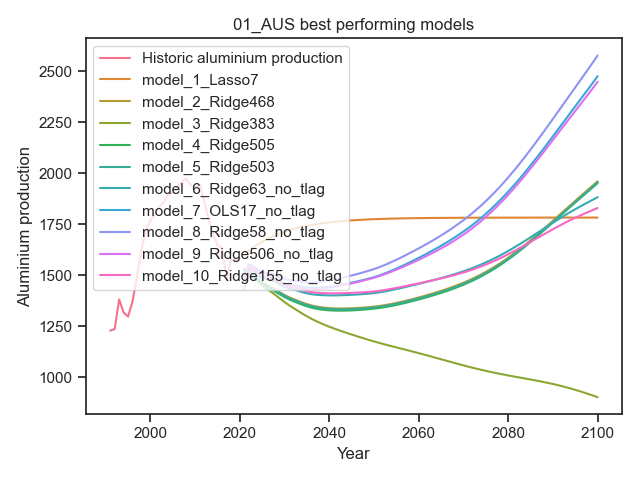 01_AUS best performing models
Aluminium production
2500
2250
2000
1750
1500
1250
1000
Historic aluminium production
model_1_Lasso7
model_2_Ridge468
model_3_Ridge383
model_4_Ridge505
model_5_Ridge503
model_6_Ridge63_no_tlag
model_7_OLS17_no_tlag
model_8_Ridge58_no_tlag
model_9_Ridge506_no_tlag
model_10_Ridge155_no_tlag
2000
2020
2040
2060
2080
2100
Year